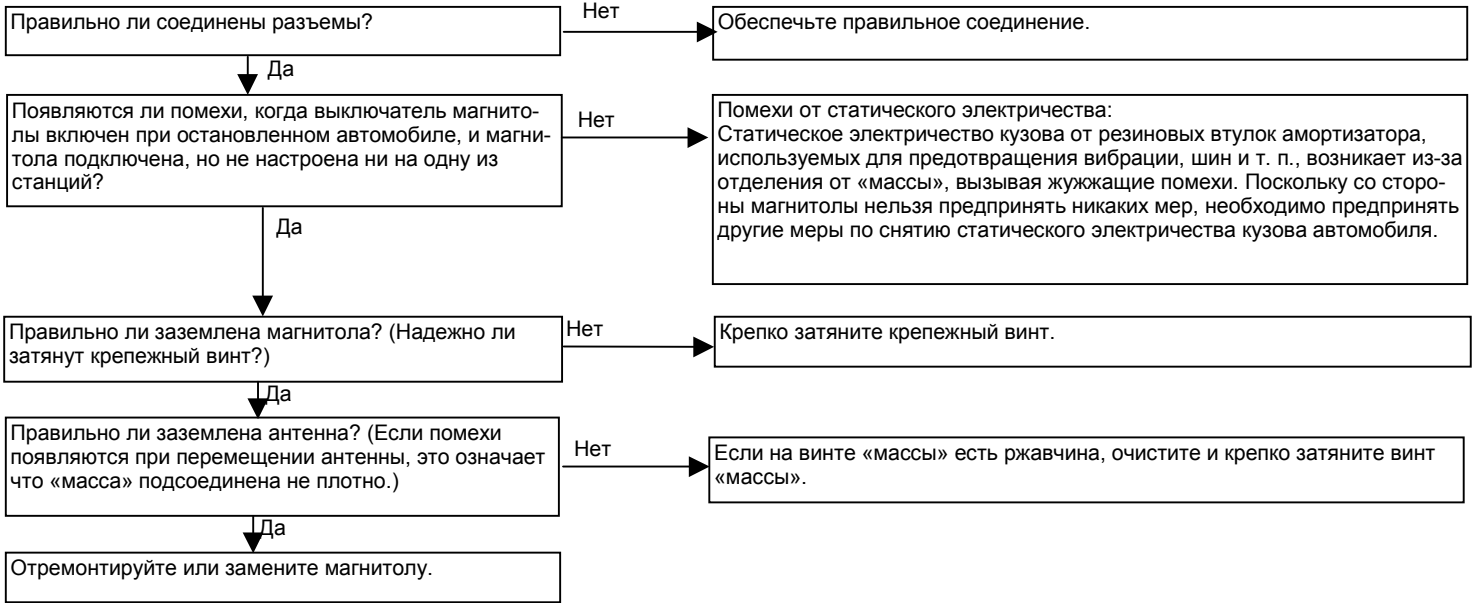 Правильно ли соединены разъемы?
Нет
Обеспечьте правильное соединение.
Да
Появляются ли помехи, когда выключатель магнито-
лы включен при остановленном автомобиле, и магни-
тола подключена, но не настроена ни на одну из
станций?
Нет
Помехи от статического электричества:
Статическое электричество кузова от резиновых втулок амортизатора,
используемых для предотвращения вибрации, шин и т. п., возникает из-за
отделения от «массы», вызывая жужжащие помехи. Поскольку со сторо-
ны магнитолы нельзя предпринять никаких мер, необходимо предпринять
другие меры по снятию статического электричества кузова автомобиля.
Да
Правильно ли заземлена магнитола? (Надежно ли
затянут крепежный винт?)
Нет
Крепко затяните крепежный винт.
Да
Правильно ли заземлена антенна? (Если помехи
появляются при перемещении антенны, это означает
что «масса» подсоединена не плотно.)
Нет
Если на винте «массы» есть ржавчина, очистите и крепко затяните винт
«массы».
Да
Отремонтируйте или замените магнитолу.